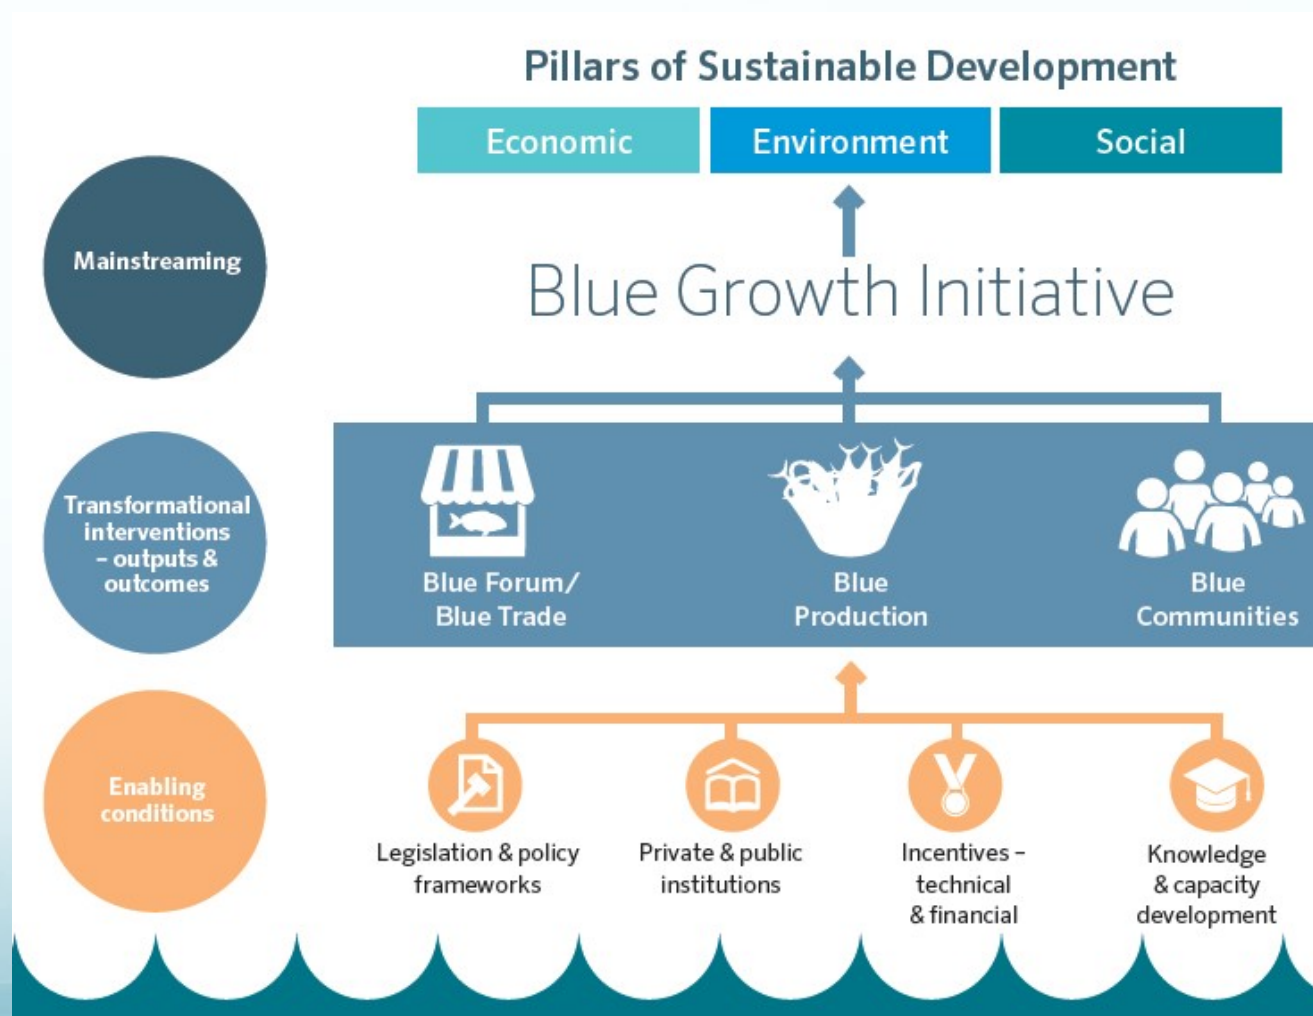 Pillars of Sustainable Development
Economic
Environment
Social
Mainstreaming
Blue Growth Initiative
Transformational
interventions
– outputs &
outcomes
Blue Forum/
Blue Trade
Blue
Production
Blue
Communities
Enabling
conditions
Legislation & policy
frameworks
Private & public
institutions
Incentives –
technical
& financial
Knowledge
& capacity
development